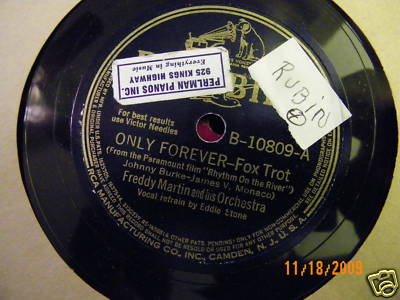 PERLMAN PIANOS INC.
925 KINGS HIGHWAY
Everything in Music
RUBIN
For best results
use Victor Needles
B-10809-A
ONLY FOREVER—Fox Trot
(From the Paramount film "Rhythm On the River")
Johnny Burke-James V. Monaco)
Freddy Martin and his Orchestra
Vocal refrain by Eddie Stone
RCA MANUFACTURING CO., INC., CAMDEN, N. J., U. S. A.
11/18/2009